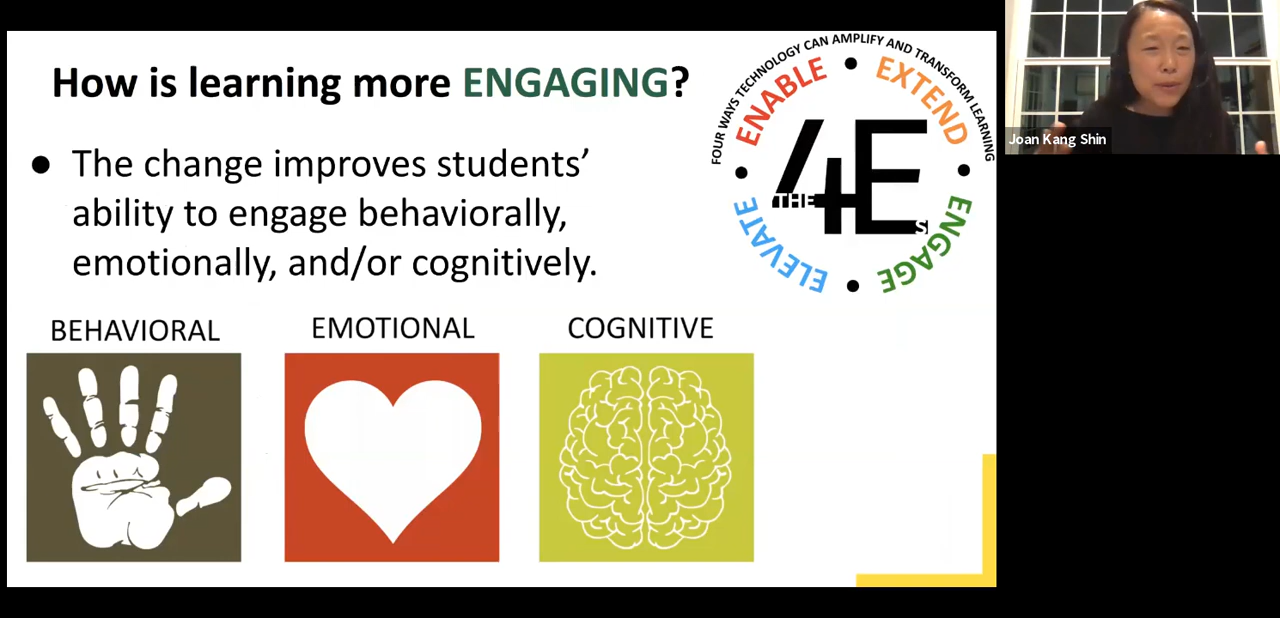 How is learning more ENGAGING?
● The change improves students’
ability to engage behaviorally,
emotionally, and/or cognitively.
BEHAVIORAL
EMOTIONAL
COGNITIVE
FOUR WAYS TECHNOLOGY CAN AMPLIFY AND TRANSFORM LEARNING
ENABLE • EXTEND • ENGAGE • ELEVATE •
THE 4Es
Joan Kang Shin